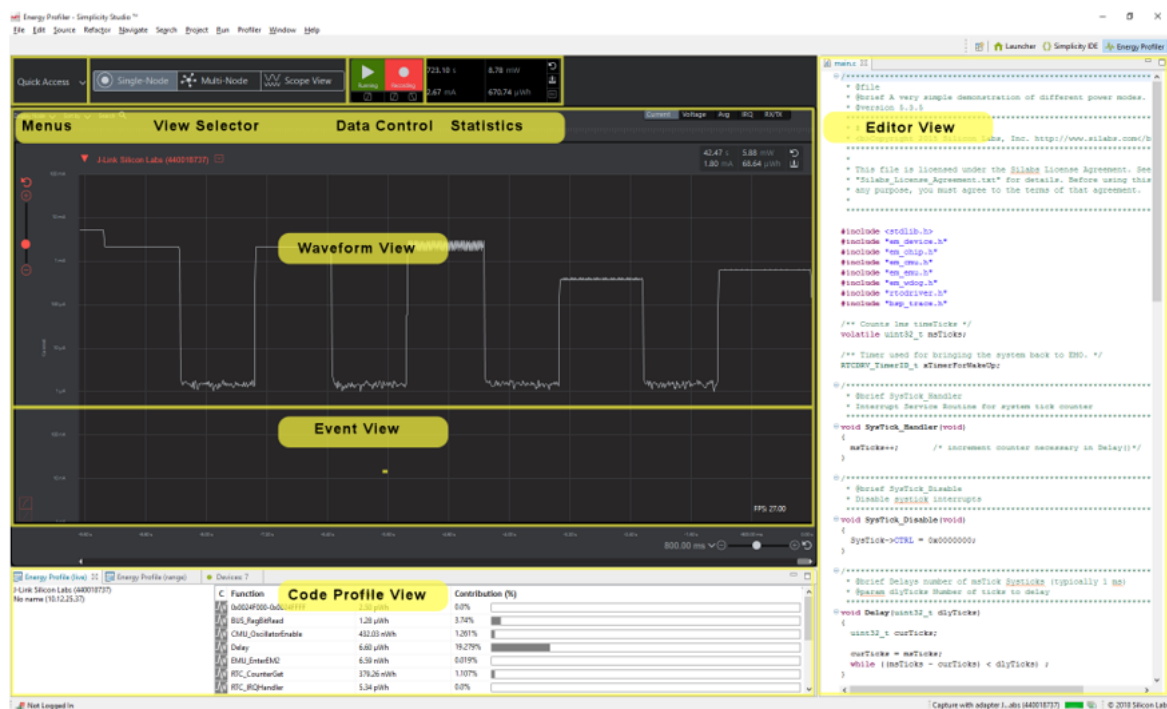 Energy Profiler - Simplicity Studio ™
File Edit Source Refactor Navigate Search Project Run Profiler Window Help
Launcher Simplicity IDE Energy Profiler
Quick Access
Single-Node Multi-Node Scope View
Running Recording
723.10 s 8.78 mW
2.67 mA 670.74 µWh
Menus View Selector Data Control Statistics
Current Voltage Avg IRQ RX/TX
J-Link Silicon Labs (440018737)
42.47 s 5.88 mW
1.80 mA 68.64 µWh
Waveform View
Event View
FPS: 27.00
800.00 ms
Energy Profile (live) Energy Profile (range) Devices 7
J-Link Silicon Labs (440018737)
No name (10.12.25.37)
Code Profile View
C Function Contribution (%)
0.0%
BUS_RegBitRead 1.28 µWh 3.74%
CMU_OscillatorEnable 432.03 nWh 1.261%
Delay 6.60 µWh 19.279%
EMU_EnterEM2 6.59 nWh 0.019%
RTC_CounterGet 379.26 nWh 1.107%
RTC_IRQHandler 5.34 pWh 0.0%
main.c
Editor View
/*****
* @file
* @brief A very simple demonstration of different power modes.
* @version 5.3.5
*****
Labs, Inc. http://www.silabs.com</b
*****
*
* This file is licensed under the Silabs License Agreement. See
* "Silabs_License_Agreement.txt" for details. Before using this
* any purpose, you must agree to the terms of that agreement.
*
*****
#include <stdlib.h>
#include "em_device.h"
#include "em_chip.h"
#include "em_cmu.h"
#include "em_emu.h"
#include "em_wdog.h"
#include "rtcdriver.h"
#include "bsp_trace.h"
/** Counts 1ms timeTicks */
volatile uint32_t msTicks;
/** Timer used for bringing the system back to EM0. */
RTCDRV_TimerID_t xTimerForWakeUp;
/*****
* @brief SysTick_Handler
* Interrupt Service Routine for system tick counter
*****
void SysTick_Handler(void)
{
msTicks++; /* increment counter necessary in Delay()*/
}
/*****
* @brief SysTick_Disable
* Disable systick interrupts
*****
void SysTick_Disable(void)
{
SysTick->CTRL = 0x0000000;
}
/*****
* @brief Delays number of msTick Systicks (typically 1 ms)
* @param dlyTicks Number of ticks to delay
*****
void Delay(uint32_t dlyTicks)
{
uint32_t curTicks;
curTicks = msTicks;
while ((msTicks - curTicks) < dlyTicks) ;
}
Not Logged In
Capture with adapter J...abs (440018737) © 2018 Silicon Lab